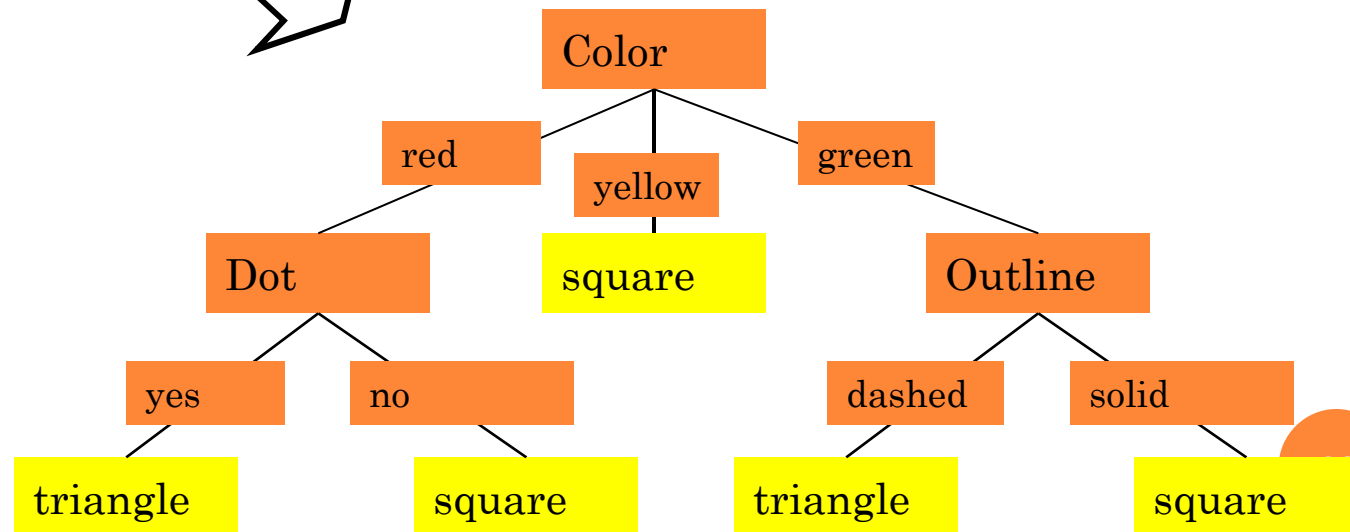 Color
red
yellow
green
Dot
square
Outline
yes
no
dashed
solid
triangle
square
triangle
square